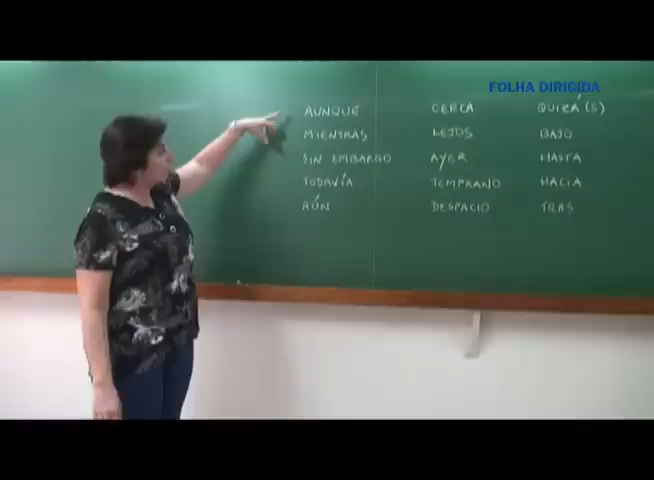 FOLHA DIRIGIDA
AUNQUE CERCA QUIZÁ(S)
MIENTRAS LEJOS BAJO
SIN EMBARGO AYER HASTA
TODAVÍA TEMPRANO HACIA
AÚN DESPACIO TRAS